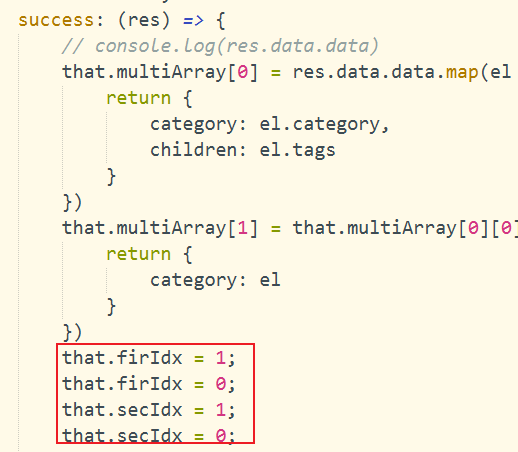 success: (res) => {
// console.log(res.data.data)
that.multiArray[0] = res.data.data.map(el
return {
category: el.category,
children: el.tags
}
})
that.multiArray[1] = that.multiArray[0][0]
return {
category: el
}
})
that.firIdx = 1;
that.firIdx = 0;
that.secIdx = 1;
that.secIdx = 0;